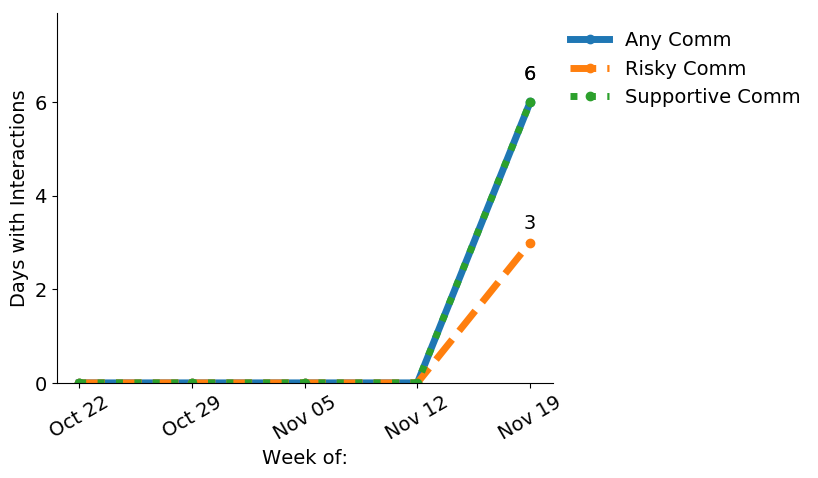 Any Comm
Risky Comm
Supportive Comm
6
3
Days with Interactions
6
4
2
0
Oct 22
Oct 29
Nov 05
Nov 12
Nov 19
Week of: